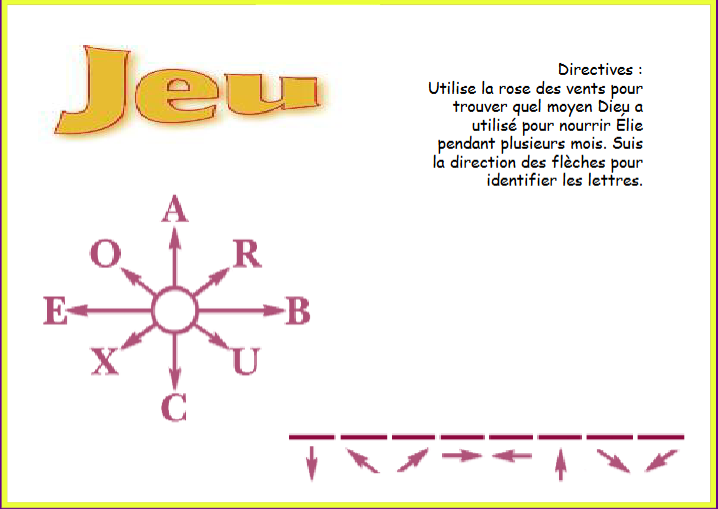 Jeu
Directives :
Utilise la rose des vents pour
trouver quel moyen Dieu a
utilisé pour nourrir Élie
pendant plusieurs mois. Suis
la direction des flèches pour
identifier les lettres.
A
O R
E B
X U
C